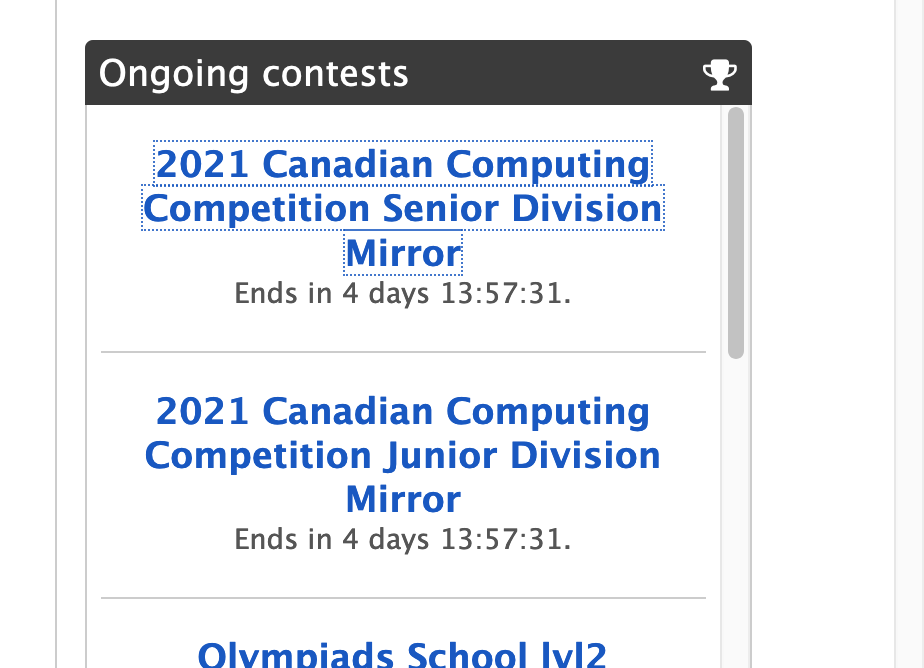 Ongoing contests
2021 Canadian Computing
Competition Senior Division
Mirror
Ends in 4 days 13:57:31.
2021 Canadian Computing
Competition Junior Division
Mirror
Ends in 4 days 13:57:31.
Olympiads School lvl2